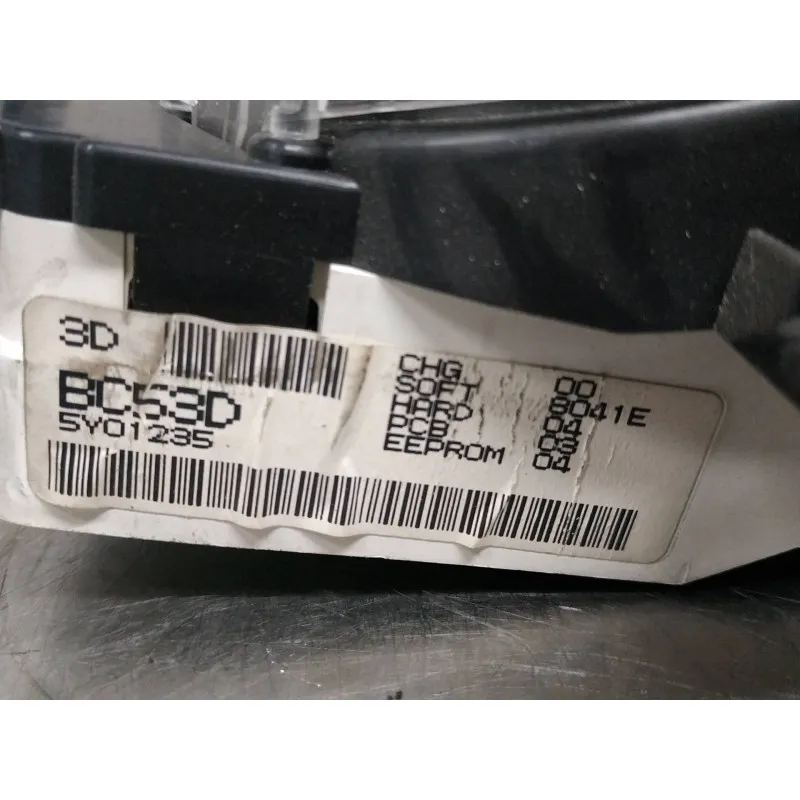 3D
BC53D
5Y01235
CHG 00
SOFT 8041E
HARD 04
PCB 03
EEPROM 04